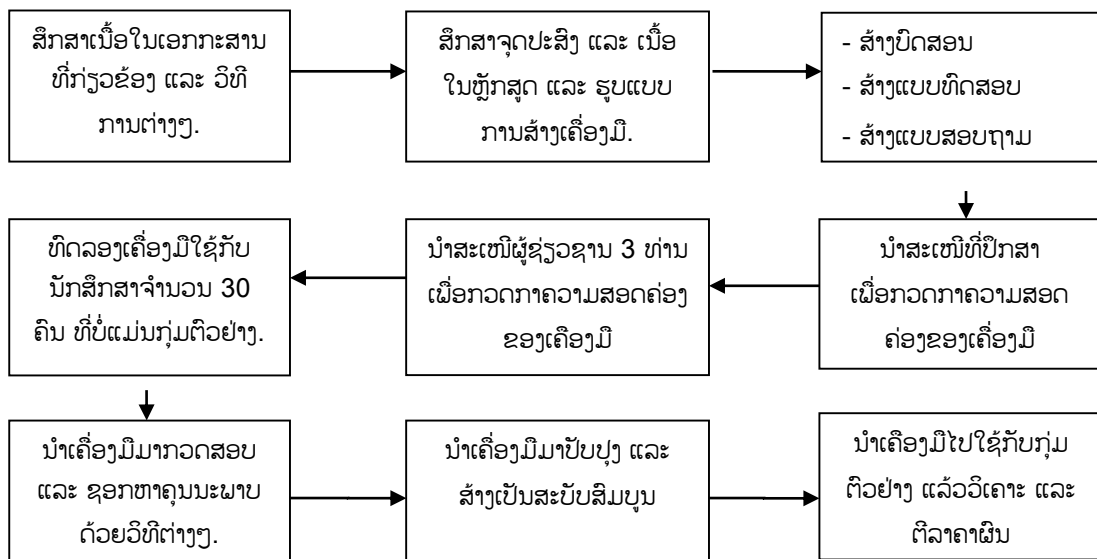 ສຶກສາເນື້ອໃນເອກກະສານ
ທີ່ກ່ຽວຂ້ອງ ແລະ ວິທີ
ການຕ່າງໆ.
ສຶກສາຈຸດປະສົງ ແລະ ເນື້ອ
ໃນຫຼັກສູດ ແລະ ຮູບແບບ
ການສ້າງເຄື່ອງມື.
- ສ້າງບົດສອນ
- ສ້າງແບບທົດສອບ
- ສ້າງແບບສອບຖາມ
ນໍາສະເໜີທີ່ປຶກສາ
ເພື່ອກວດກາຄວາມສອດ
ຄ່ອງຂອງເຄື່ອງມື
ນໍາສະເໜີຜູ້ຊ່ຽວຊານ 3 ທ່ານ
ເພື່ອກວດກາຄວາມສອດຄ່ອງ
ຂອງເຄືອງມື
ທົດລອງເຄື່ອງມືໃຊ້ກັບ
ນັກສຶກສາຈໍານວນ 30
ຄົນ ທີ່ບໍ່ແມ່ນກຸ່ມຕົວຢ່າງ.
ນໍາເຄື່ອງມືມາກວດສອບ
ແລະ ຊອກຫາຄຸນນະພາບ
ດ້ວຍວິທີຕ່າງໆ.
ນໍາເຄື່ອງມືມາປັບປຸງ ແລະ
ສ້າງເປັນສະບັບສົມບູນ
ນໍາເຄືອງມືໄປໃຊ້ກັບກຸ່ມ
ຕົວຢ່າງ ແລ້ວວິເຄາະ ແລະ
ຕີລາຄາຜົນ